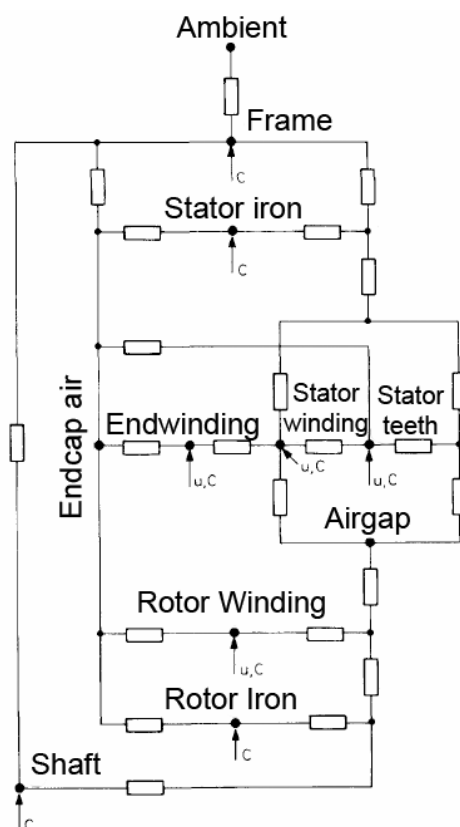 Ambient
Frame
C
Stator iron
C
Endcap air
Stator
winding
Stator
teeth
Endwinding
u,C
u,C
u,C
Airgap
Rotor Winding
u,C
Rotor Iron
C
Shaft
C